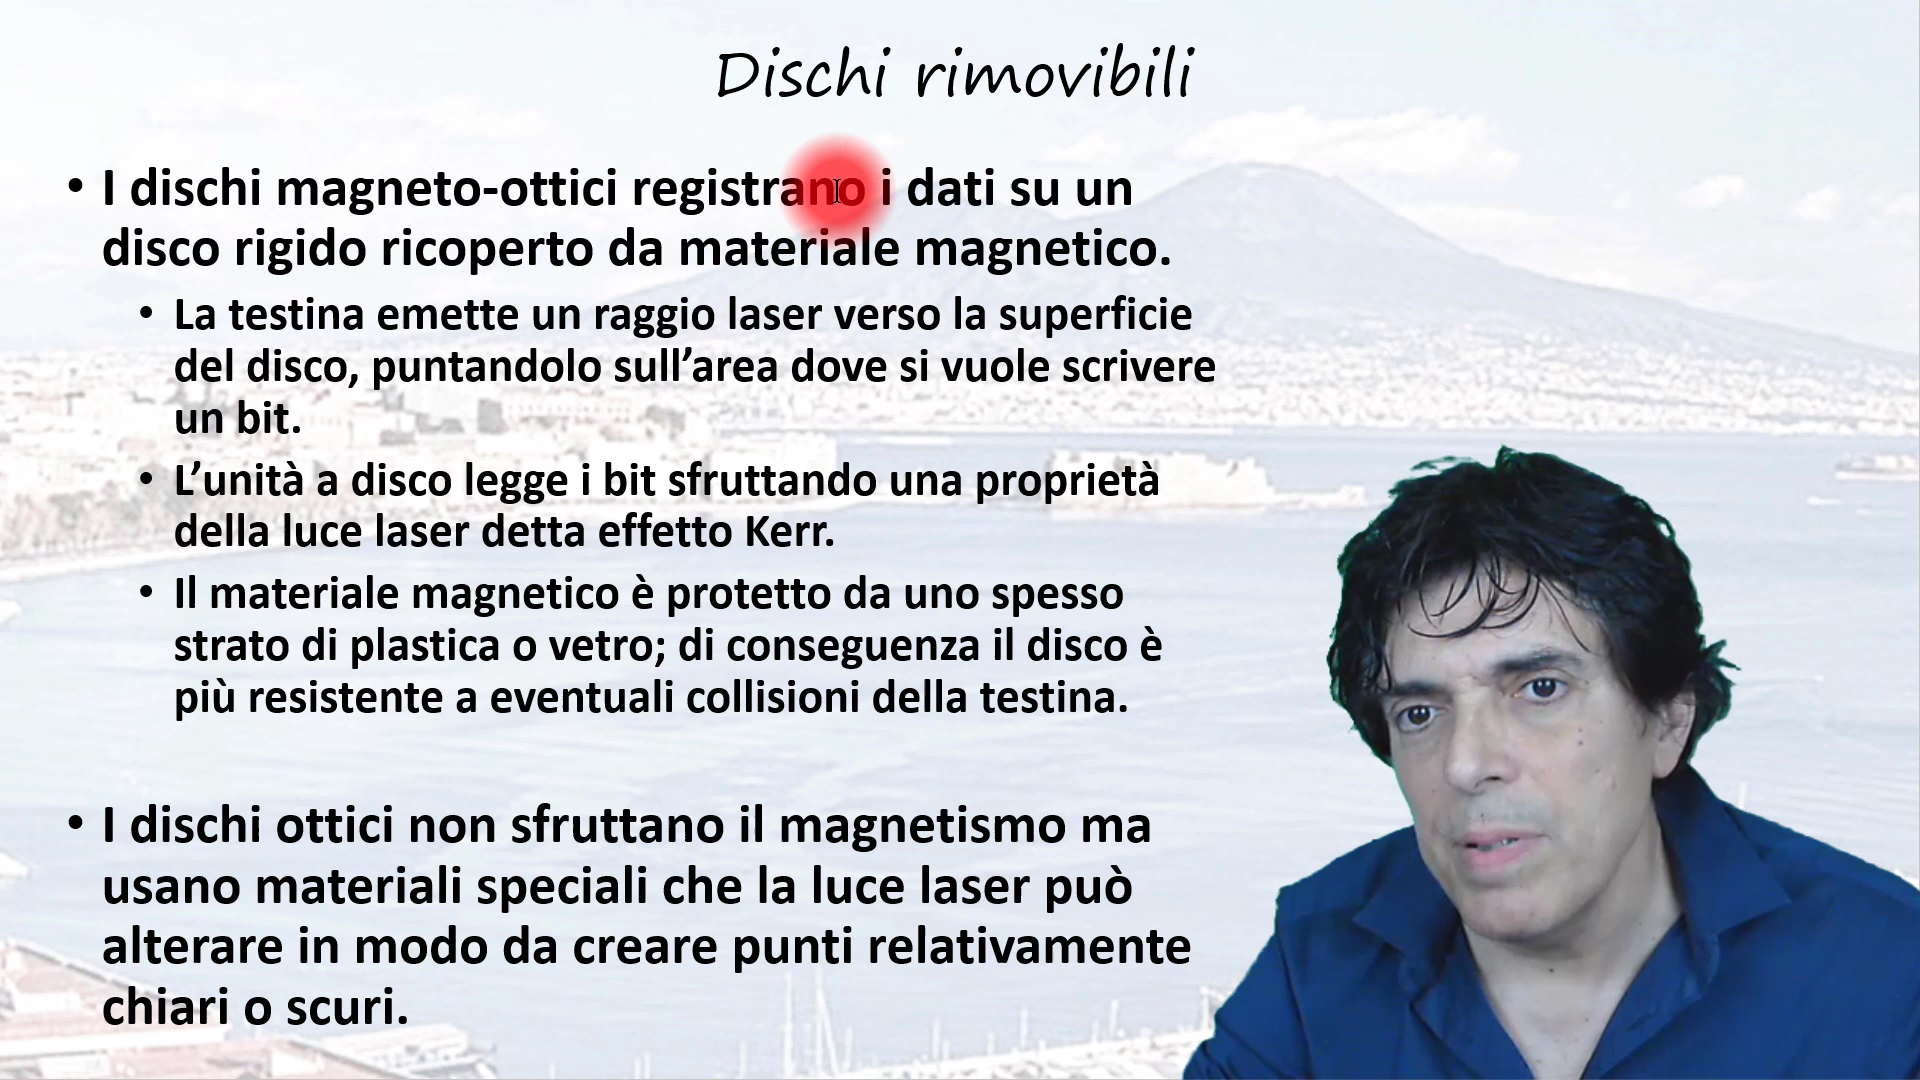 Dischi rimovibili
• I dischi magneto-ottici registrano i dati su un
disco rigido ricoperto da materiale magnetico.
• La testina emette un raggio laser verso la superficie
del disco, puntandolo sull’area dove si vuole scrivere
un bit.
• L’unità a disco legge i bit sfruttando una proprietà
della luce laser detta effetto Kerr.
• Il materiale magnetico è protetto da uno spesso
strato di plastica o vetro; di conseguenza il disco è
più resistente a eventuali collisioni della testina.
• I dischi ottici non sfruttano il magnetismo ma
usano materiali speciali che la luce laser può
alterare in modo da creare punti relativamente
chiari o scuri.